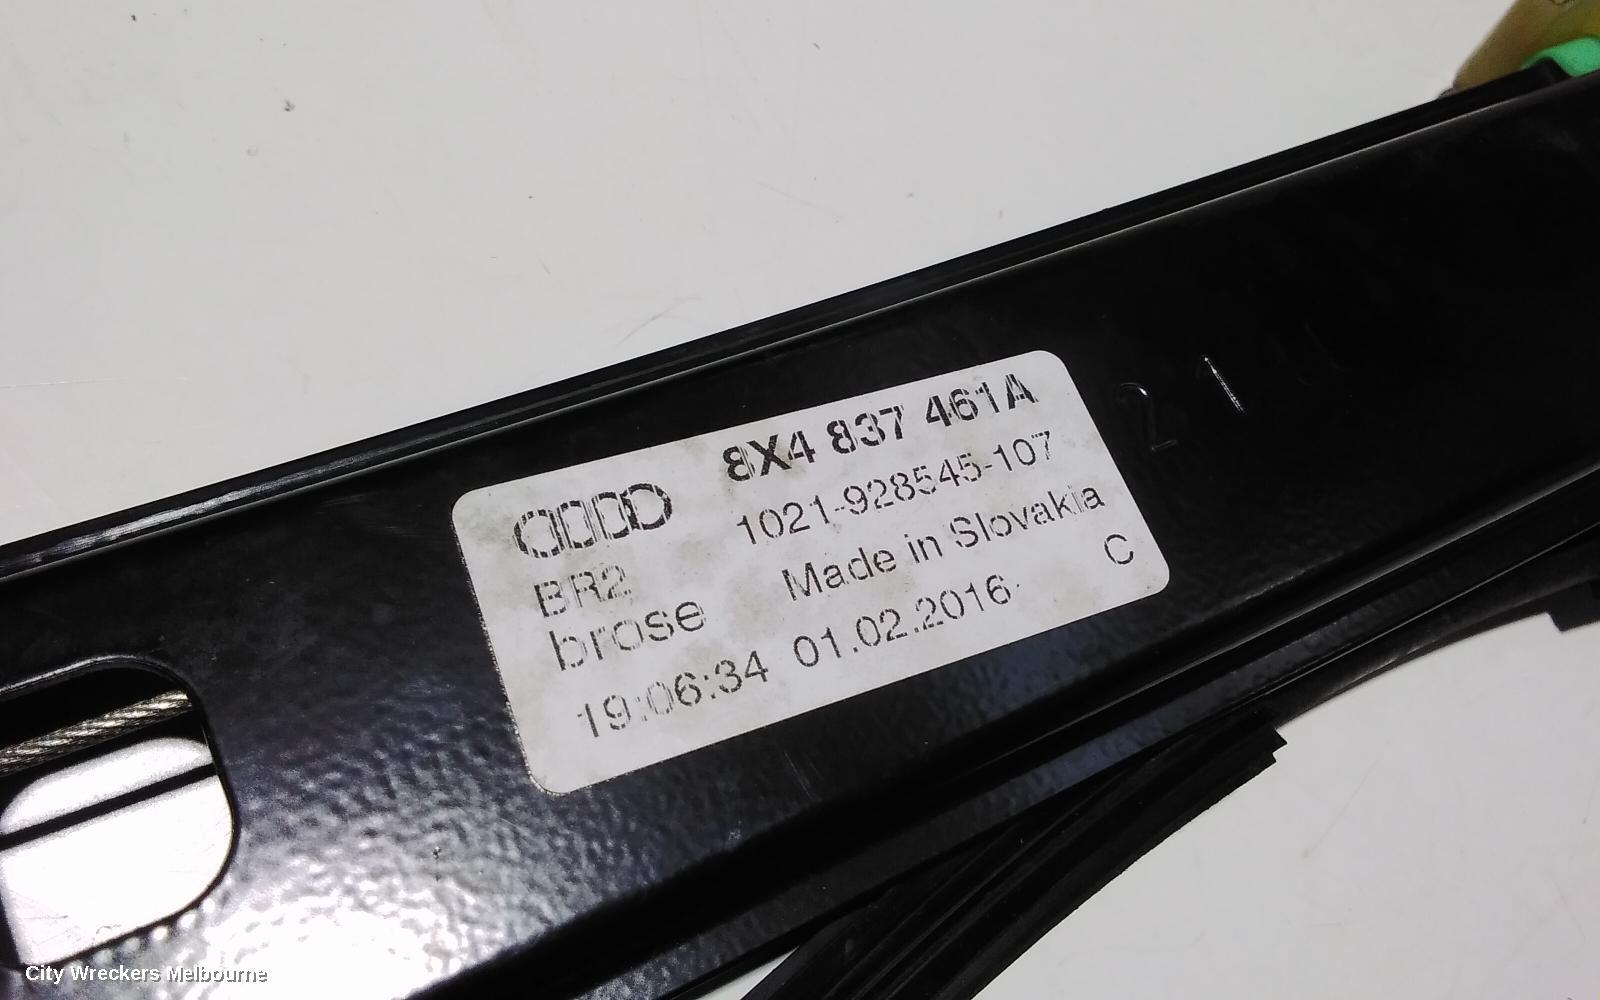 8X4 837 461A
1021-928545-107
BR2
Made in Slovakia
brose
C
19:06:34 01.02.2016
2 1
City Wreckers Melbourne